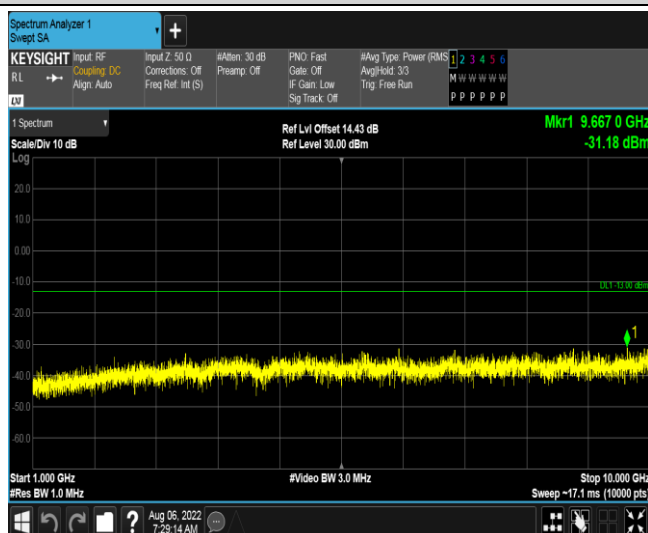 Spectrum Analyzer 1
Swept SA
+
KEYSIGHT
RL
Input: RF
Coupling: DC
Align: Auto
Input Z: 50 Ω
Corrections: Off
Freq Ref: Int (S)
#Atten: 30 dB
Preamp: Off
PNO: Fast
Gate: Off
IF Gain: Low
Sig Track: Off
#Avg Type: Power (RMS
Avg|Hold: 3/3
Trig: Free Run
1 2 3 4 5 6
M W W W W W
P P P P P P
LXI
1 Spectrum
Scale/Div 10 dB
Ref Lvl Offset 14.43 dB
Ref Level 30.00 dBm
Mkr1 9.667 0 GHz
-31.18 dBm
Log
20.0
10.0
0.00
-10.0
DL1 -13.00 dBm
-20.0
1
-30.0
-40.0
-50.0
-60.0
Start 1.000 GHz
#Video BW 3.0 MHz
Stop 10.000 GHz
#Res BW 1.0 MHz
Sweep ~17.1 ms (10000 pts)
?
Aug 06, 2022
7:29:14 AM